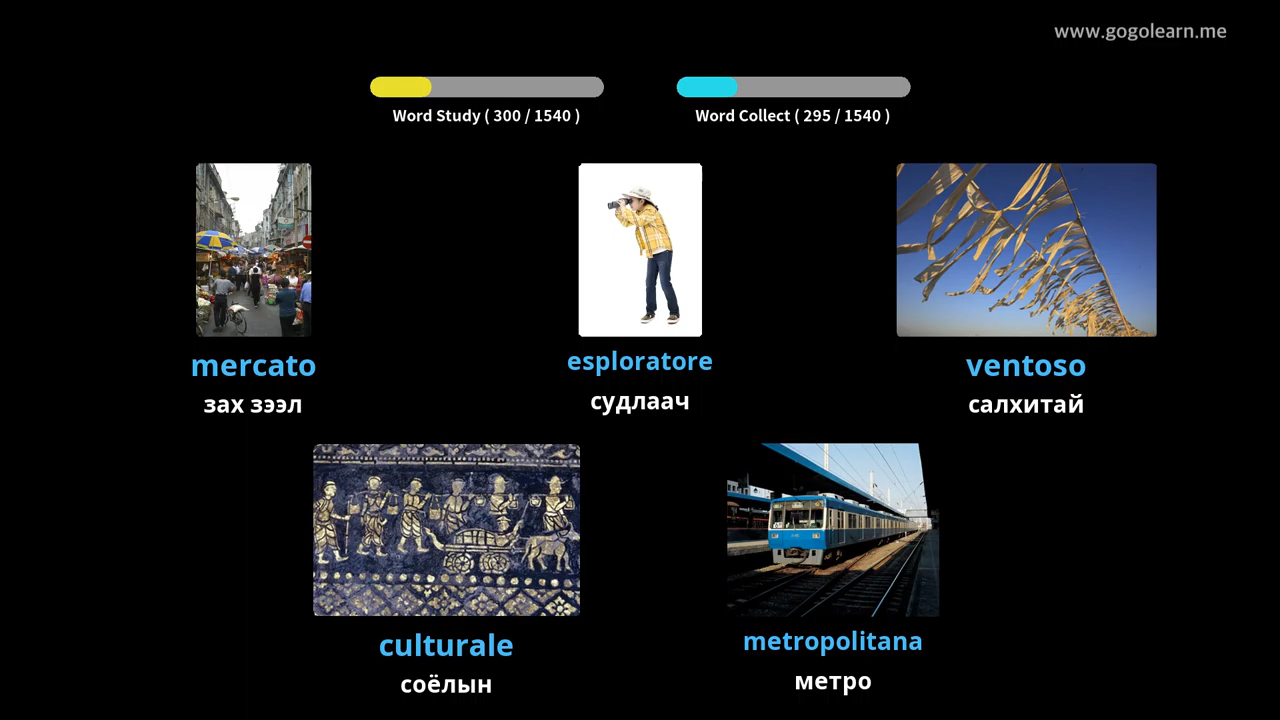 www.gogolearn.me
Word Study ( 300 / 1540 )
Word Collect ( 295 / 1540 )
mercato
зах зээл
esploratore
судлаач
ventoso
салхитай
culturale
соёлын
metropolitana
метро